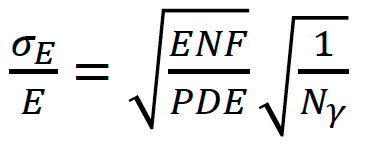 σ_E/E = √(ENF/PDE) √(1/N_γ)